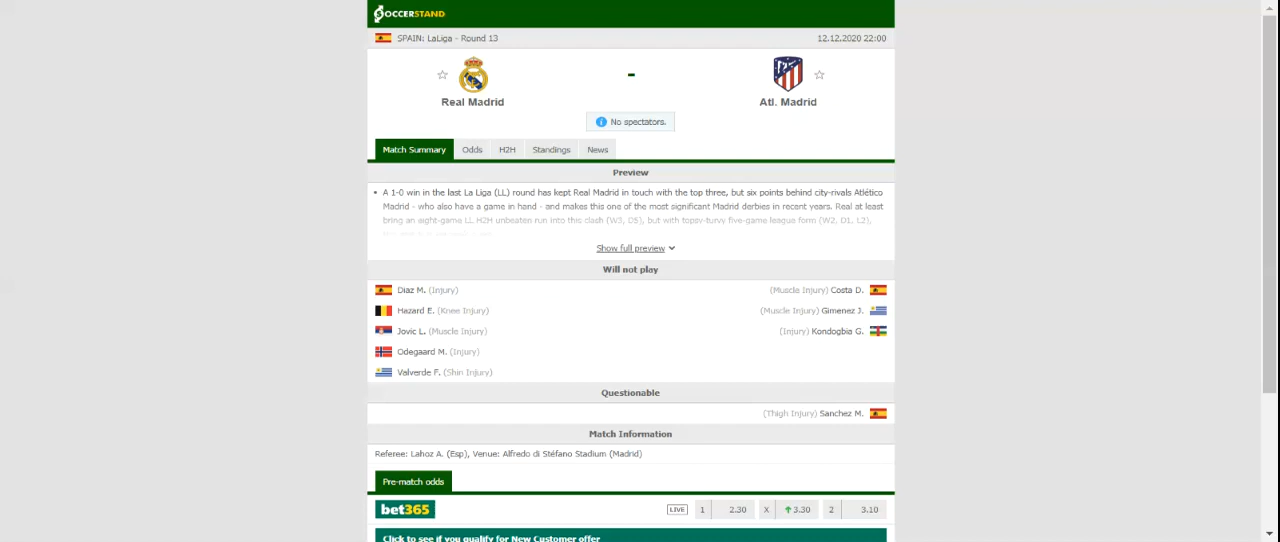 SOCCERSTAND
SPAIN: LaLiga - Round 13
12.12.2020 22:00
-
Real Madrid
Atl. Madrid
No spectators.
Match Summary
Odds
H2H
Standings
News
Preview
• A 1-0 win in the last La Liga (LL) round has kept Real Madrid in touch with the top three, but six points behind city-rivals Atlético
Madrid - who also have a game in hand - and makes this one of the most significant Madrid derbies in recent years. Real at least
bring an eight-game LL H2H unbeaten run into this clash (W3, D5), but with topsy-turvy five-game league form (W2, D1, L2),
Show full preview
Will not play
Diaz M. (Injury)
(Muscle Injury) Costa D.
Hazard E. (Knee Injury)
(Muscle Injury) Gimenez J.
Jovic L. (Muscle Injury)
(Injury) Kondogbia G.
Odegaard M. (Injury)
Valverde F. (Shin Injury)
Questionable
(Thigh Injury) Sanchez M.
Match Information
Referee: Lahoz A. (Esp), Venue: Alfredo di Stéfano Stadium (Madrid)
Pre-match odds
bet365
LIVE
1 2.30
X 3.30
2 3.10
Click to see if you qualify for New Customer offer